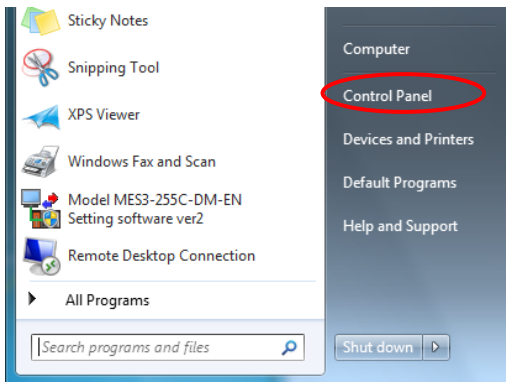 Sticky Notes
Snipping Tool
XPS Viewer
Windows Fax and Scan
Model MES3-255C-DM-EN
Setting software ver2
Remote Desktop Connection
All Programs
Search programs and files
Computer
Control Panel
Devices and Printers
Default Programs
Help and Support
Shut down